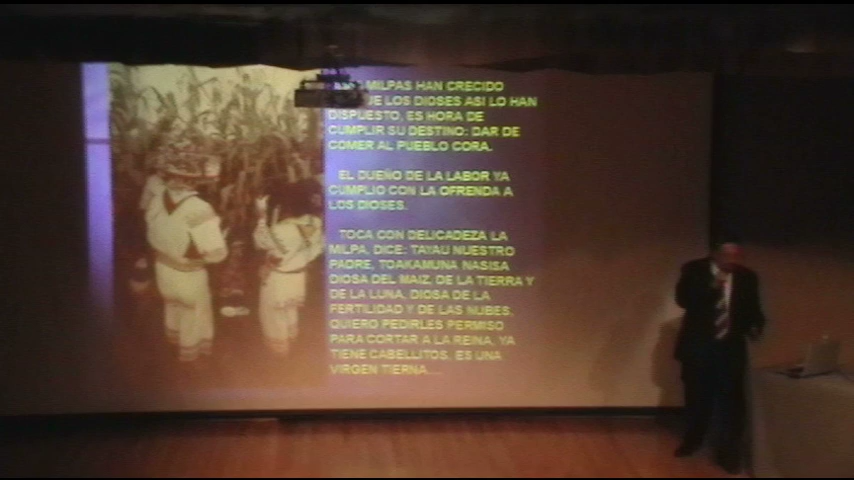 MILPAS HAN CRECIDO
LOS DIOSES ASI LO HAN
DISPUESTO, ES HORA DE
CUMPLIR SU DESTINO: DAR DE
COMER AL PUEBLO CORA.
EL DUEÑO DE LA LABOR YA
CUMPLIO CON LA OFRENDA A
LOS DIOSES.
TOCA CON DELICADEZA LA
MILPA, DICE: TAYAU NUESTRO
PADRE, TOAKAMUNA NASISA
DIOSA DEL MAIZ, DE LA TIERRA Y
DE LA LUNA, DIOSA DE LA
FERTILIDAD Y DE LAS NUBES,
QUIERO PEDIRLES PERMISO
PARA CORTAR A LA REINA, YA
TIENE CABELLITOS, ES UNA
VIRGEN TIERNA....